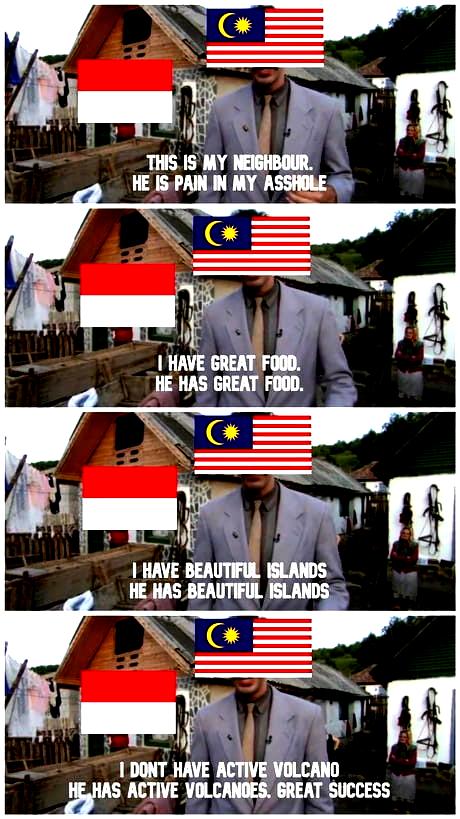 THIS IS MY NEIGHBOUR.
HE IS PAIN IN MY ASSHOLE
I HAVE GREAT FOOD.
HE HAS GREAT FOOD.
I HAVE BEAUTIFUL ISLANDS
HE HAS BEAUTIFUL ISLANDS
I DONT HAVE ACTIVE VOLCANO
HE HAS ACTIVE VOLCANOES. GREAT SUCCESS